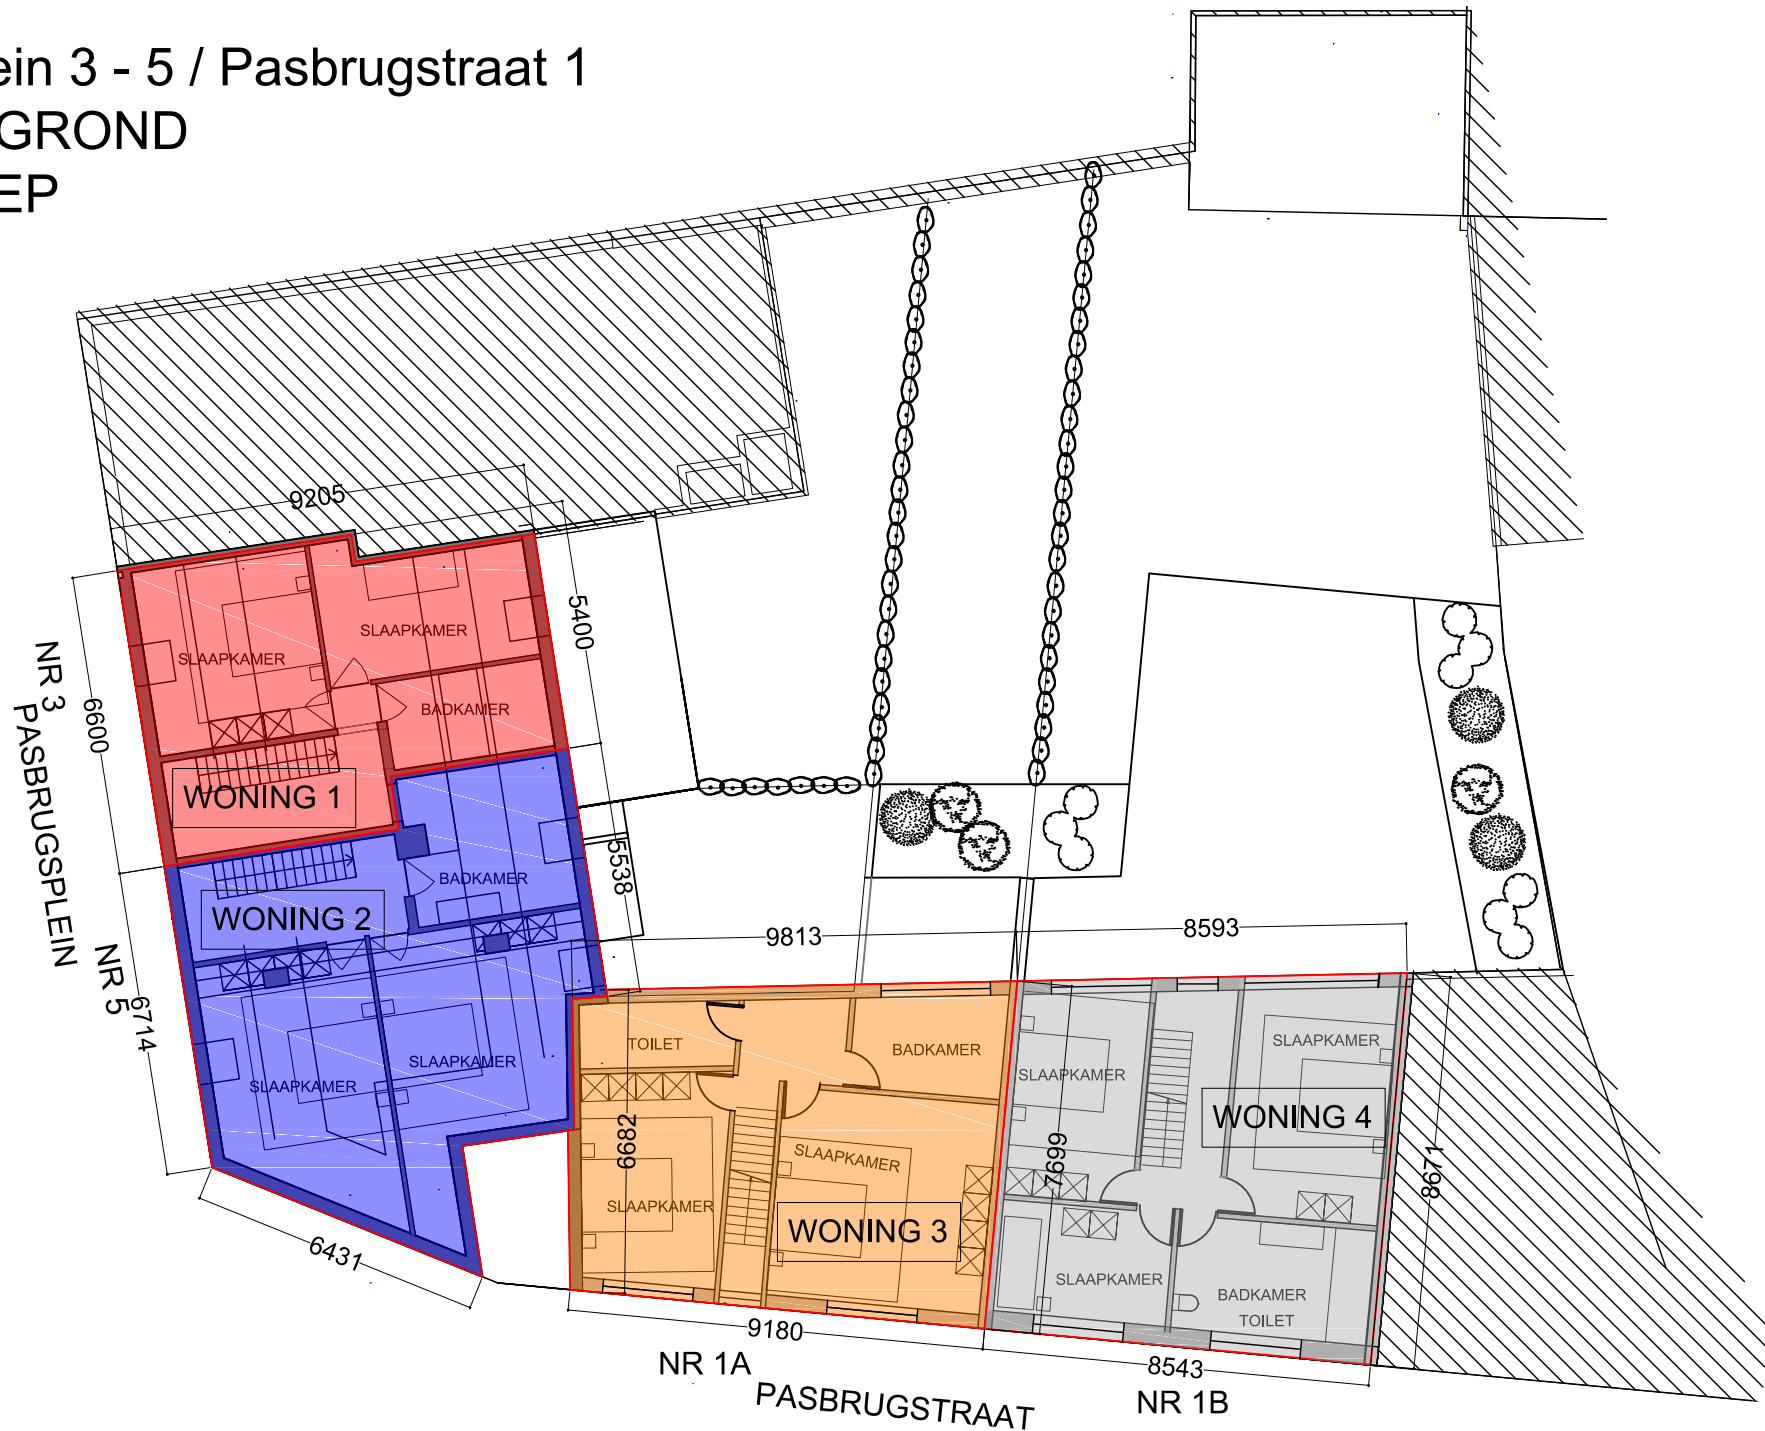 ein 3 - 5 / Pasbrugstraat 1
GROND
EP
9205
5400
NR 3
PASBRUGSPLEIN
6600
SLAAPKAMER
SLAAPKAMER
BADKAMER
WONING 1
5538
BADKAMER
WONING 2
NR 5
6714
SLAAPKAMER
SLAAPKAMER
6431
9813
8593
TOILET
BADKAMER
6682
SLAAPKAMER
SLAAPKAMER
WONING 3
SLAAPKAMER
SLAAPKAMER
WONING 4
7699
8671
SLAAPKAMER
BADKAMER
TOILET
9180
8543
NR 1A
PASBRUGSTRAAT
NR 1B